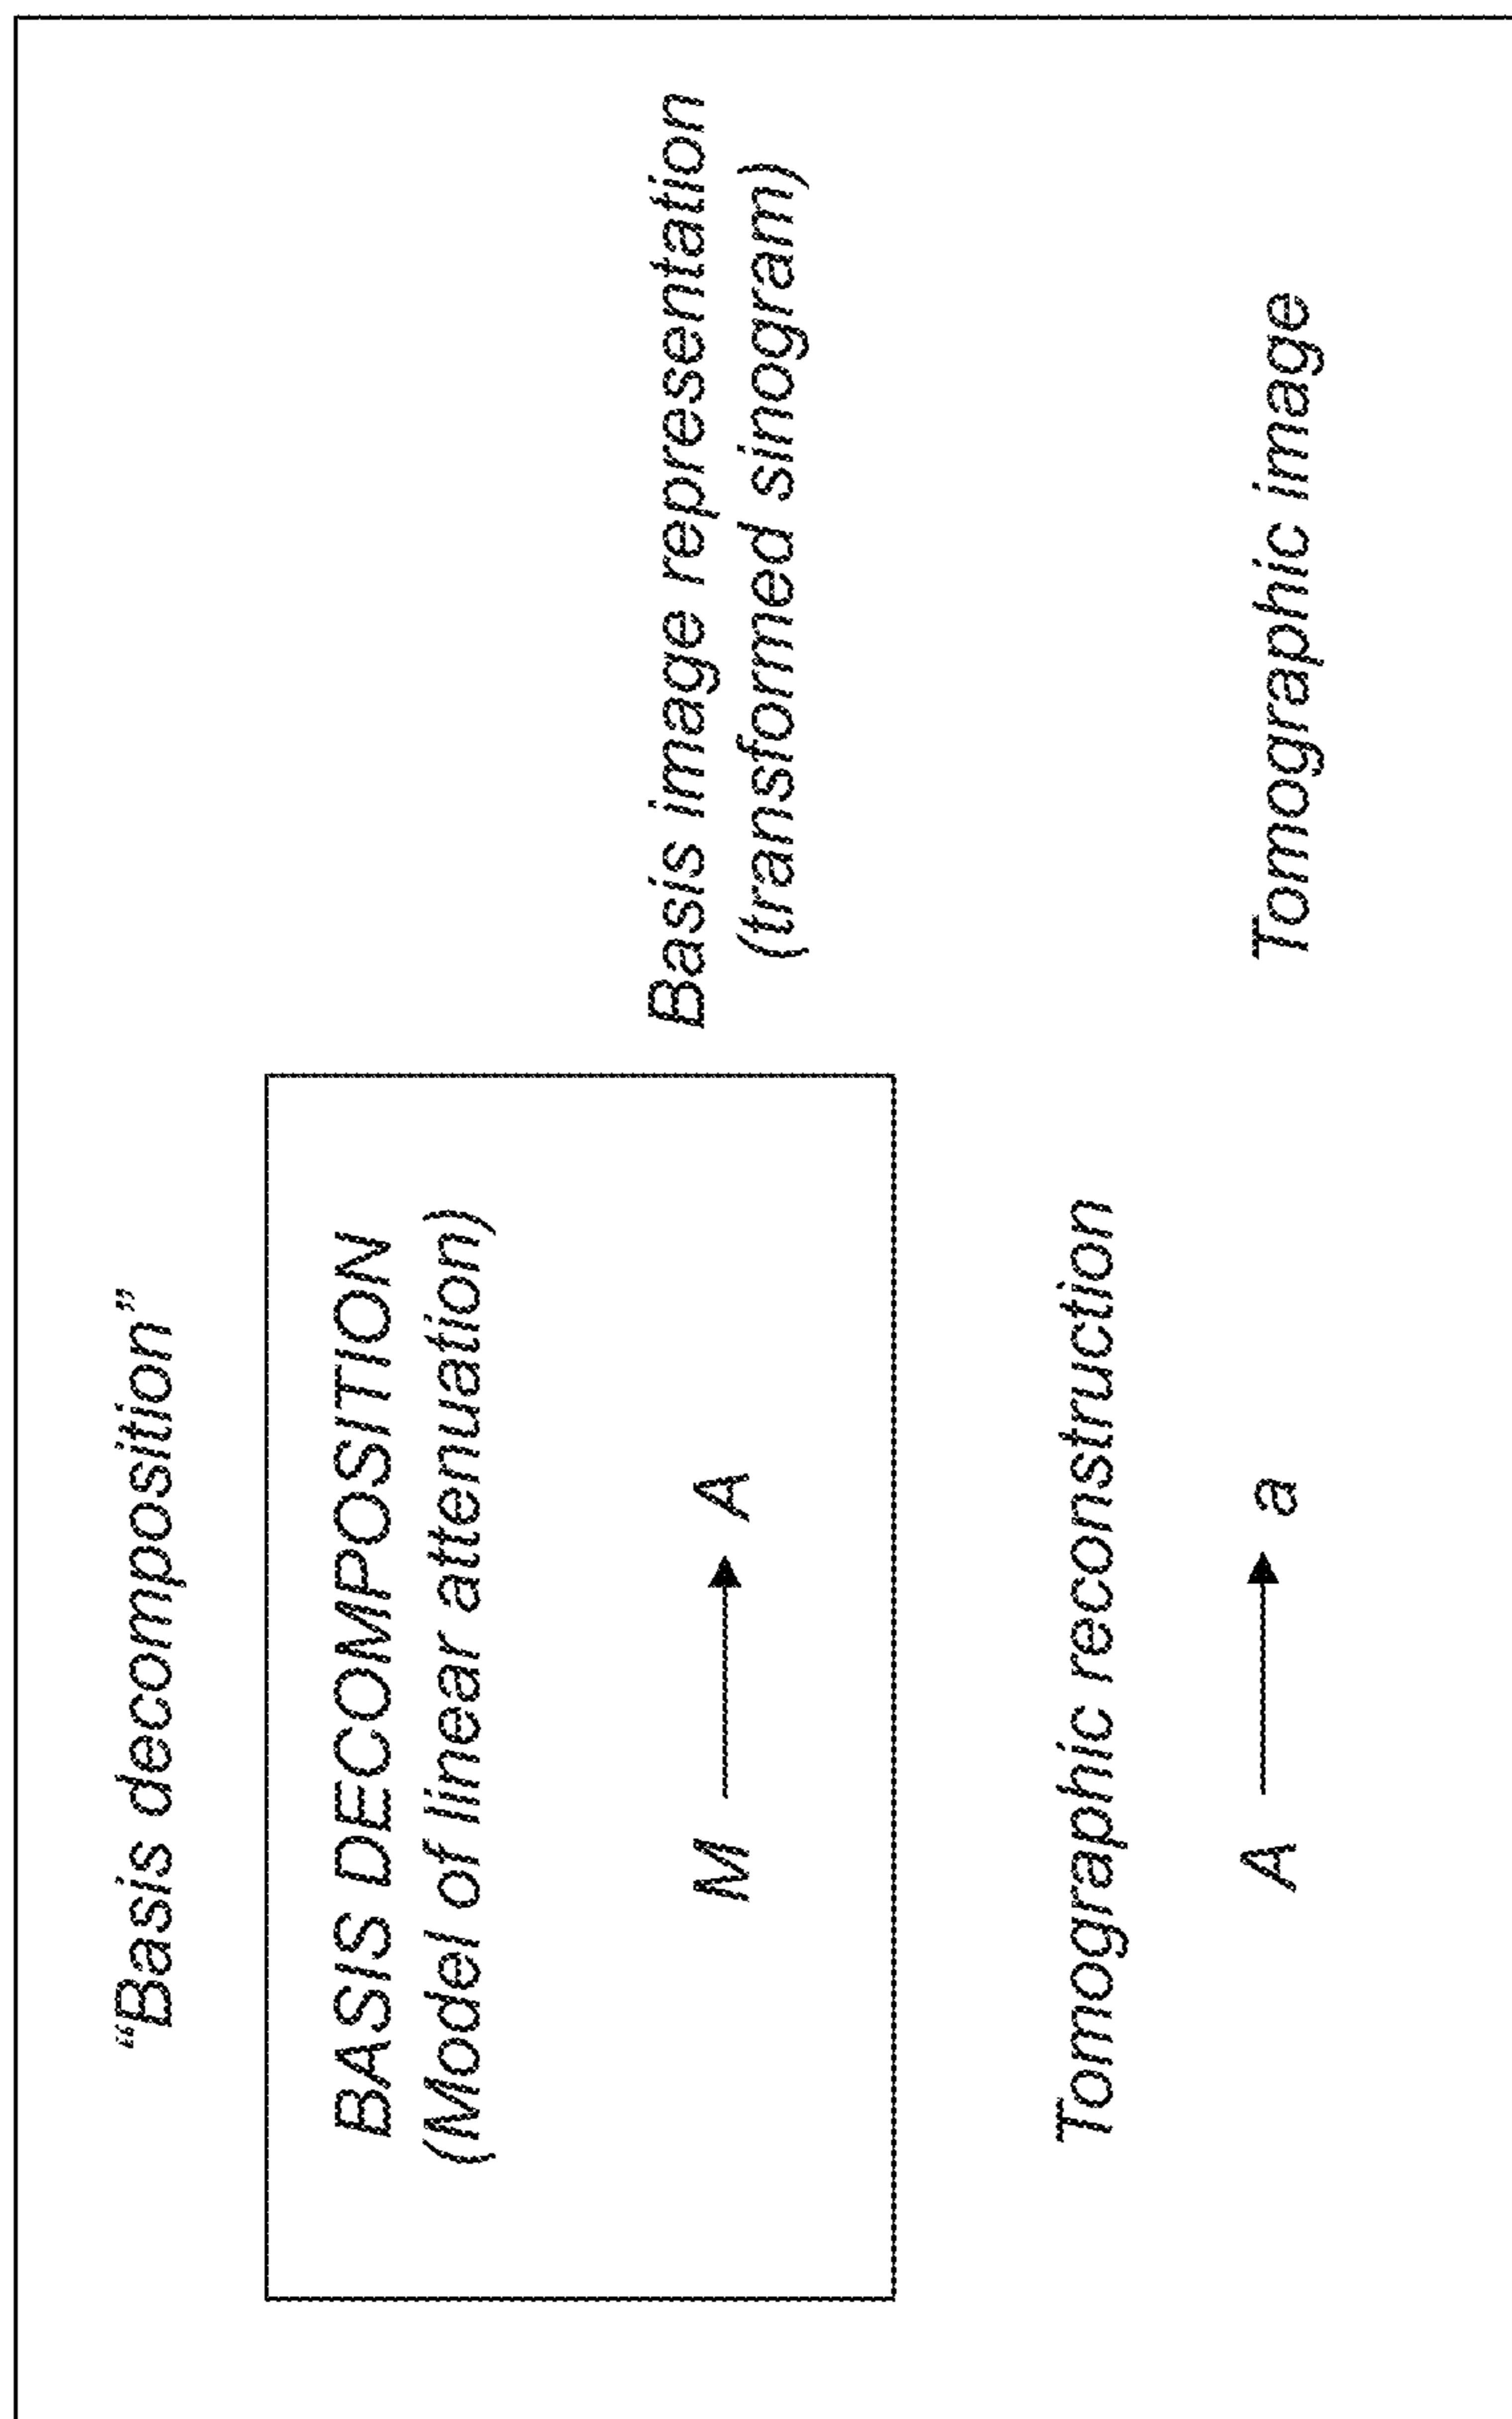 “Basis decomposition”
BASIS DECOMPOSITION
(Model of linear attenuation)
M A
Basis image representation
(transformed sinogram)
Tomographic reconstruction
A a
Tomographic image